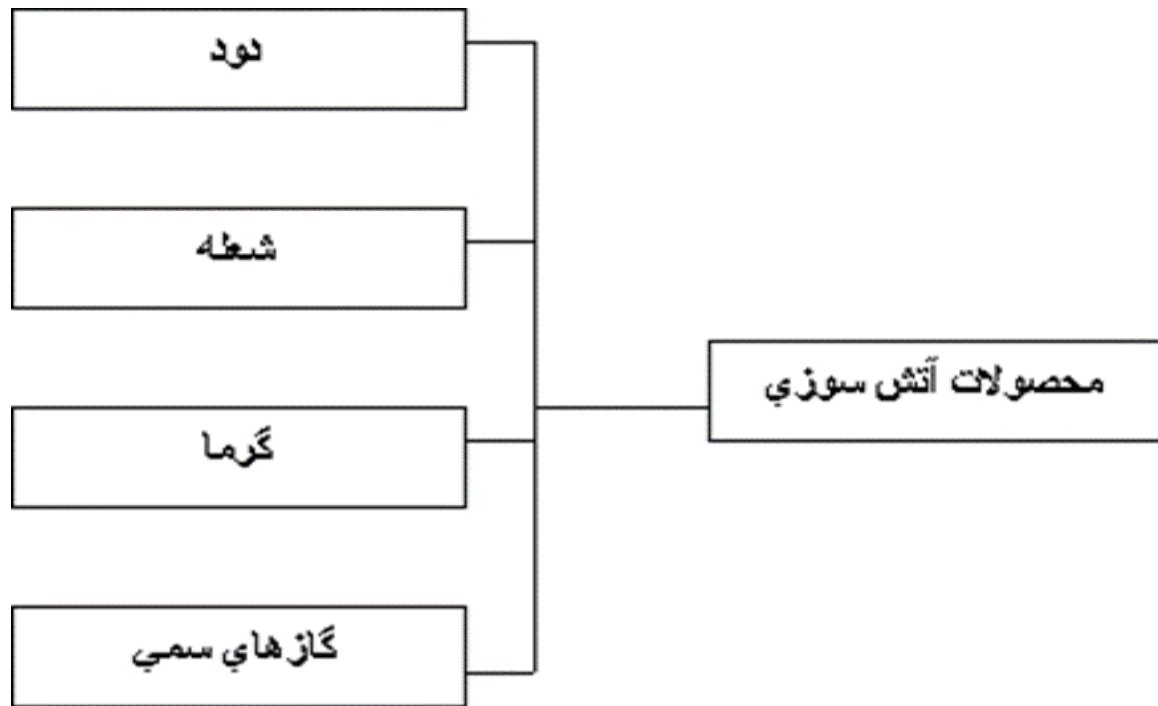 محصولات آتش سوزي
دود
شعله
گرما
گازهاي سمي